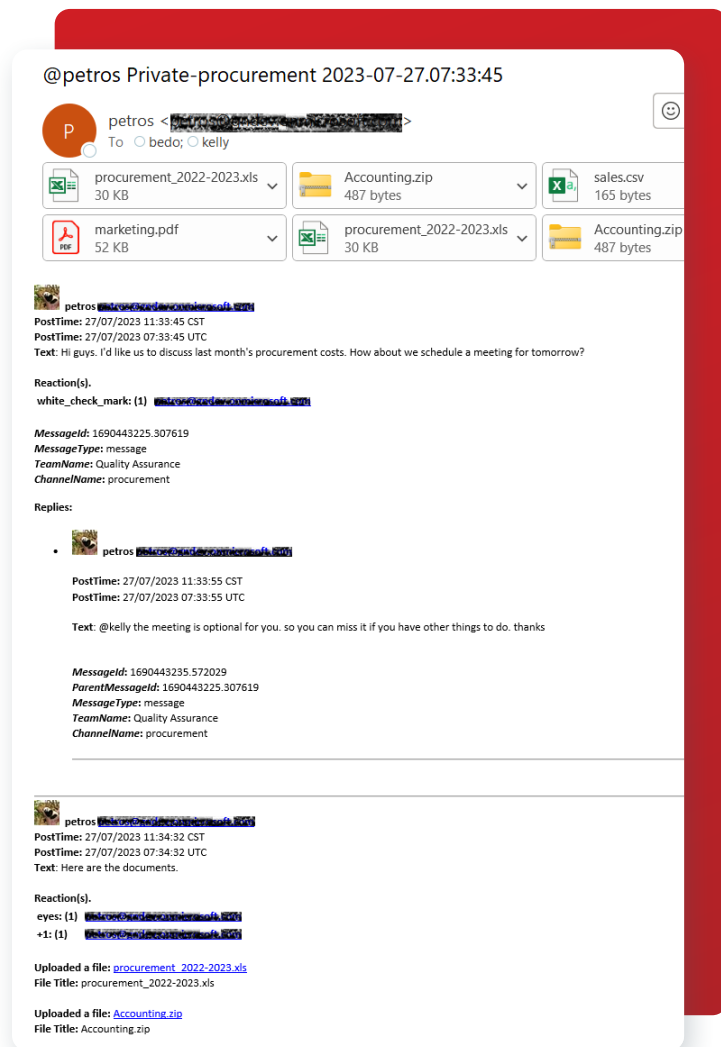 @petros Private-procurement 2023-07-27.07:33:45
P
petros < >
To bedo; kelly
procurement_2022-2023.xls
30 KB
Accounting.zip
487 bytes
sales.csv
165 bytes
marketing.pdf
52 KB
procurement_2022-2023.xls
30 KB
Accounting.zip
487 bytes
petros
PostTime: 27/07/2023 11:33:45 CST
PostTime: 27/07/2023 07:33:45 UTC
Text: Hi guys. I'd like us to discuss last month's procurement costs. How about we schedule a meeting for tomorrow?
Reaction(s).
white_check_mark: (1)
MessageId: 1690443225.307619
MessageType: message
TeamName: Quality Assurance
ChannelName: procurement
Replies:
• petros
PostTime: 27/07/2023 11:33:55 CST
PostTime: 27/07/2023 07:33:55 UTC
Text: @kelly the meeting is optional for you. so you can miss it if you have other things to do. thanks
MessageId: 1690443235.572029
ParentMessageId: 1690443225.307619
MessageType: message
TeamName: Quality Assurance
ChannelName: procurement
petros
PostTime: 27/07/2023 11:34:32 CST
PostTime: 27/07/2023 07:34:32 UTC
Text: Here are the documents.
Reaction(s).
eyes: (1)
+1: (1)
Uploaded a file: procurement_2022-2023.xls
File Title: procurement_2022-2023.xls
Uploaded a file: Accounting.zip
File Title: Accounting.zip